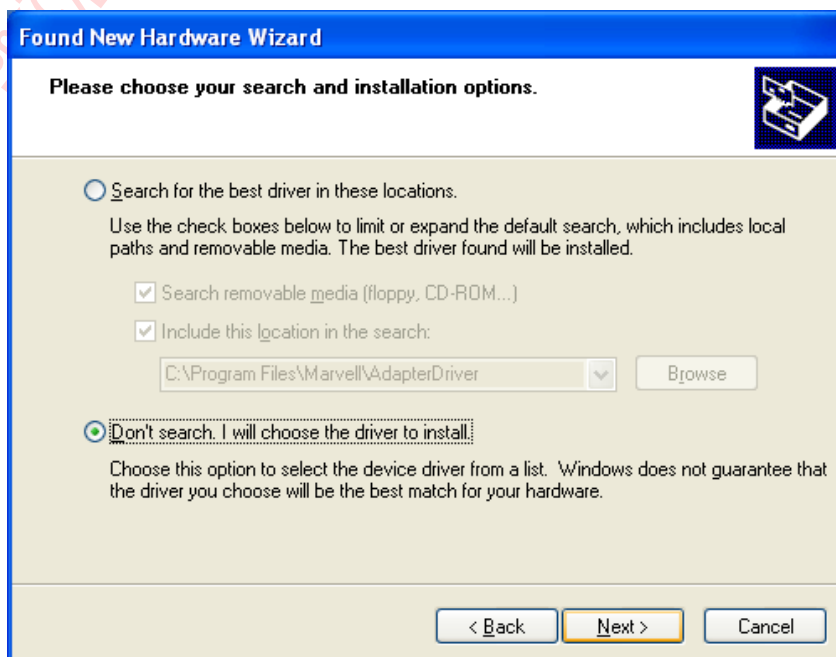 Found New Hardware Wizard
Please choose your search and installation options.
Search for the best driver in these locations.
Use the check boxes below to limit or expand the default search, which includes local
paths and removable media. The best driver found will be installed.
Search removable media (floppy, CD-ROM...)
Include this location in the search:
C:\Program Files\Marvell\AdapterDriver
Browse
Don't search. I will choose the driver to install.
Choose this option to select the device driver from a list. Windows does not guarantee that
the driver you choose will be the best match for your hardware.
< Back Next > Cancel